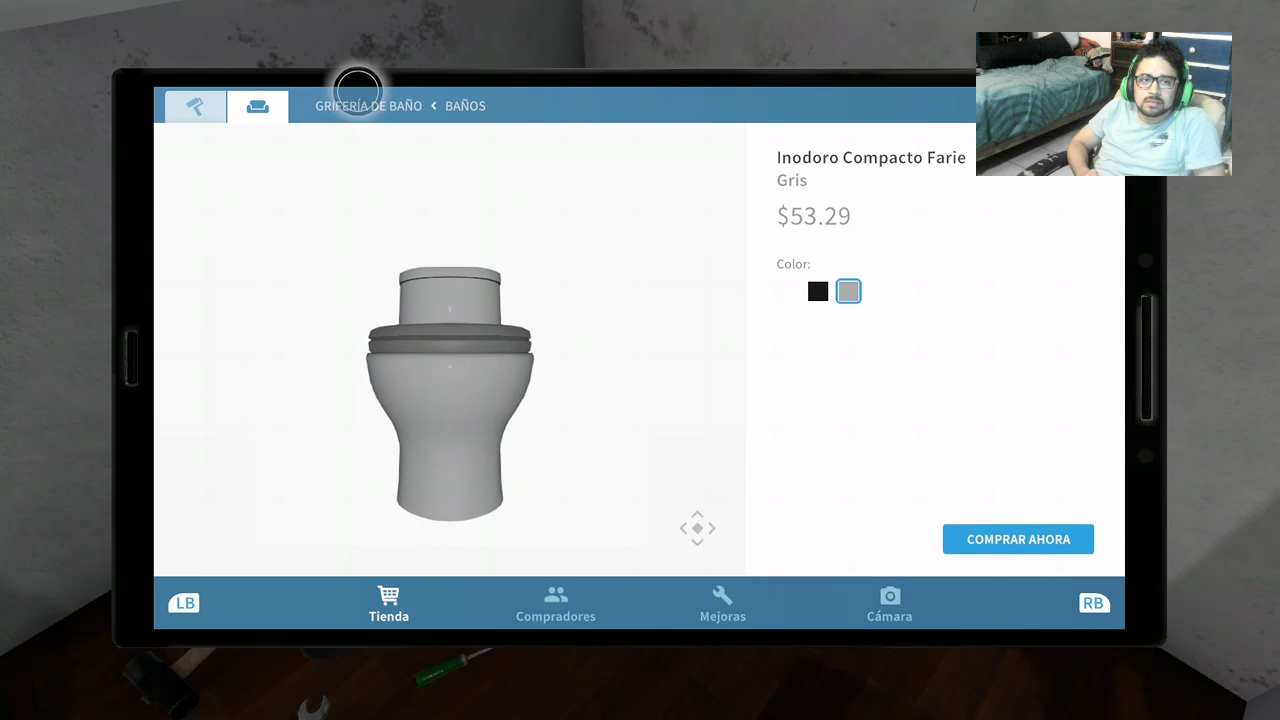 GRIFERÍA DE BAÑO < BAÑOS
Inodoro Compacto Farie
Gris
$53.29
Color:
COMPRAR AHORA
LB
Tienda
Compradores
Mejoras
Cámara
RB